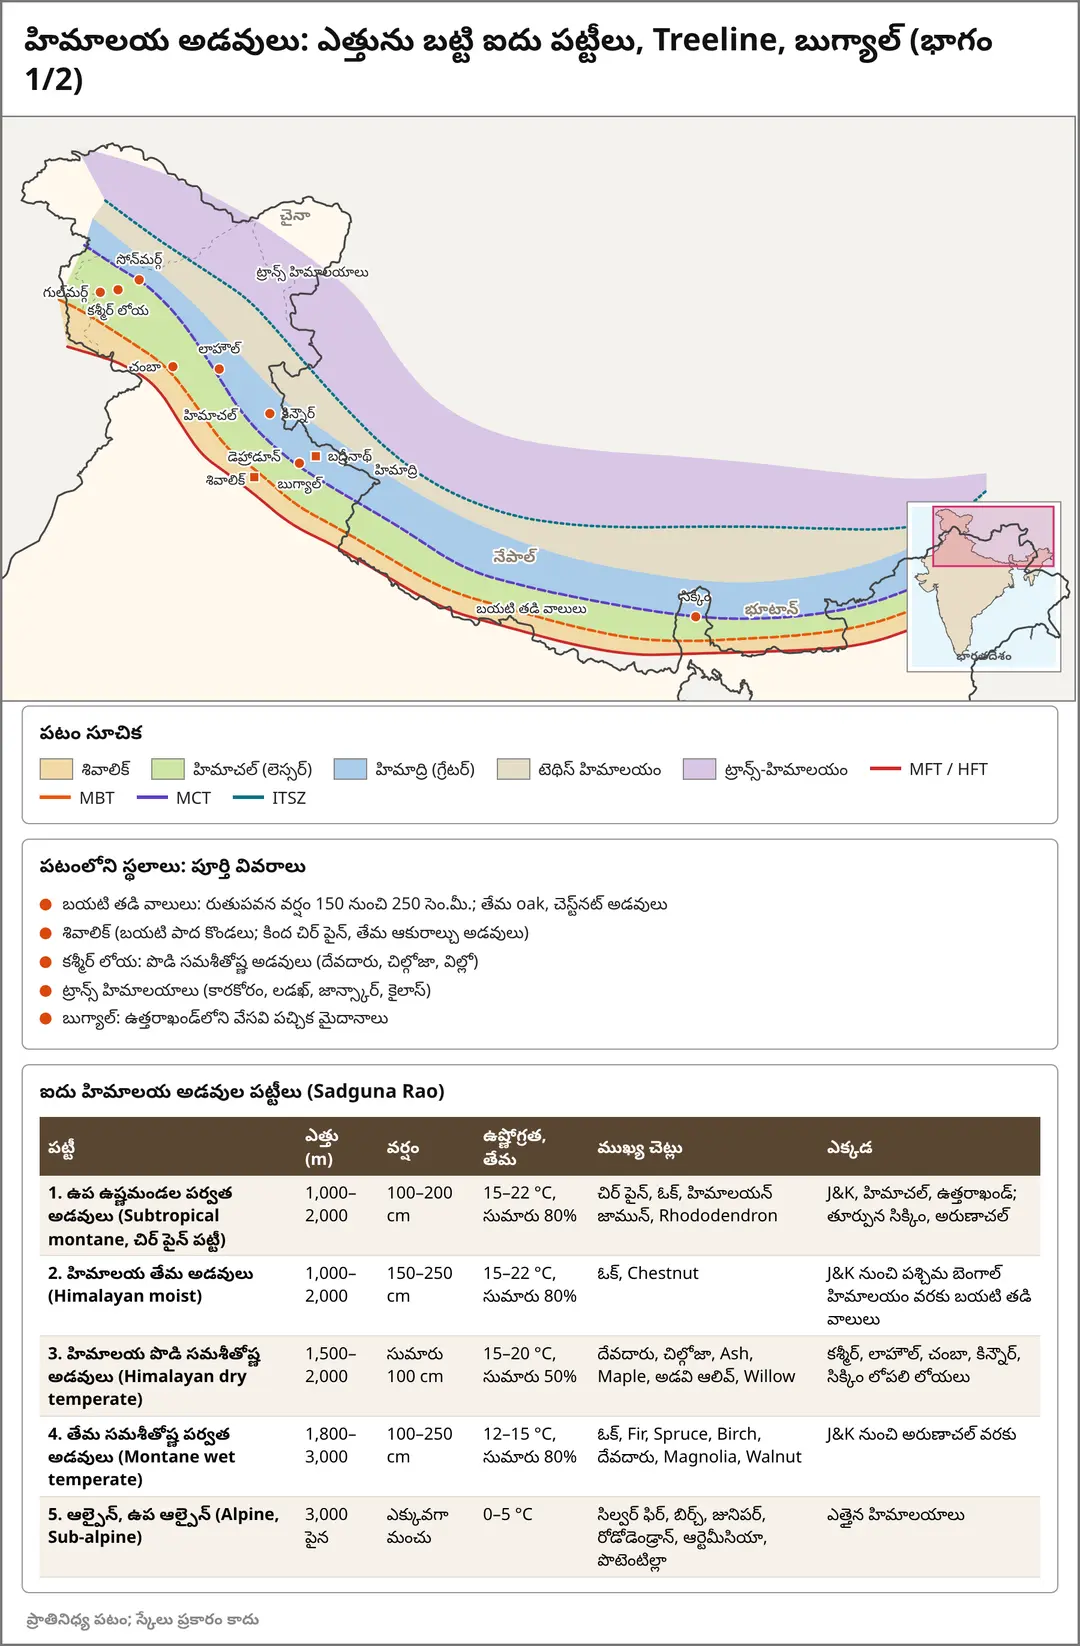 హిమాలయ అడవులు: ఎత్తును బట్టి ఐదు పట్టీలు, Treeline, బుగ్యాల్ (భాగం
1/2)
చైనా
ట్రాన్స్ హిమాలయాలు
సోన్‌మర్గ్
గుల్‌మర్గ్
కశ్మీర్ లోయ
లాహౌల్
చంబా
హిమాచల్
కిన్నౌర్
డెహ్రాడూన్
బద్రీనాథ్
హిమాద్రి
శివాలిక్
బుగ్యాల్
నేపాల్
సిక్కిం
బయటి తడి వాలులు
భూటాన్
భారతదేశం
పటం సూచిక
శివాలిక్
హిమాచల్ (లెస్సర్)
హిమాద్రి (గ్రేటర్)
టెథిస్ హిమాలయం
ట్రాన్స్-హిమాలయం
MFT / HFT
MBT
MCT
ITSZ
పటంలోని స్థలాలు: పూర్తి వివరాలు
బయటి తడి వాలులు: రుతుపవన వర్షం 150 నుంచి 250 సెం.మీ.; తేమ oak, చెస్ట్‌నట్ అడవులు
శివాలిక్ (బయటి పాద కొండలు; కింద చిర్ పైన్, తేమ ఆకురాల్చు అడవులు)
కశ్మీర్ లోయ: పొడి సమశీతోష్ణ అడవులు (దేవదారు, చిల్గోజా, విల్లో)
ట్రాన్స్ హిమాలయాలు (కారకోరం, లడఖ్, జాన్స్కార్, కైలాస్)
బుగ్యాల్: ఉత్తరాఖండ్‌లోని వేసవి పచ్చిక మైదానాలు
ఐదు హిమాలయ అడవుల పట్టీలు (Sadguna Rao)
పట్టీ
ఎత్తు
(m)
వర్షం
ఉష్ణోగ్రత,
తేమ
ముఖ్య చెట్లు
ఎక్కడ
1. ఉప ఉష్ణమండల పర్వత
అడవులు (Subtropical
montane, చిర్ పైన్ పట్టీ)
1,000–
2,000
100–200
cm
15–22 °C,
సుమారు 80%
చిర్ పైన్, ఓక్, హిమాలయన్
జామున్, Rhododendron
J&K, హిమాచల్, ఉత్తరాఖండ్;
తూర్పున సిక్కిం, అరుణాచల్
2. హిమాలయ తేమ అడవులు
(Himalayan moist)
1,000–
2,000
150–250
cm
15–22 °C,
సుమారు 80%
ఓక్, Chestnut
J&K నుంచి పశ్చిమ బెంగాల్
హిమాలయం వరకు బయటి తడి
వాలులు
3. హిమాలయ పొడి సమశీతోష్ణ
అడవులు (Himalayan dry
temperate)
1,500–
2,000
సుమారు
100 cm
15–20 °C,
సుమారు 50%
దేవదారు, చిల్గోజా, Ash,
Maple, అడవి ఆలివ్, Willow
కశ్మీర్, లాహౌల్, చంబా, కిన్నౌర్,
సిక్కిం లోపలి లోయలు
4. తేమ సమశీతోష్ణ పర్వత
అడవులు (Montane wet
temperate)
1,800–
3,000
100–250
cm
12–15 °C,
సుమారు 80%
ఓక్, Fir, Spruce, Birch,
దేవదారు, Magnolia, Walnut
J&K నుంచి అరుణాచల్ వరకు
5. ఆల్పైన్, ఉప ఆల్పైన్ (Alpine,
Sub-alpine)
3,000
పైన
ఎక్కువగా
మంచు
0–5 °C
సిల్వర్ ఫిర్, బిర్చ్, జునిపర్,
రోడోడెండ్రాన్, ఆర్టెమీసియా,
పొటెంటిల్లా
ఎత్తైన హిమాలయాలు
ప్రాతినిధ్య పటం; స్కేలు ప్రకారం కాదు